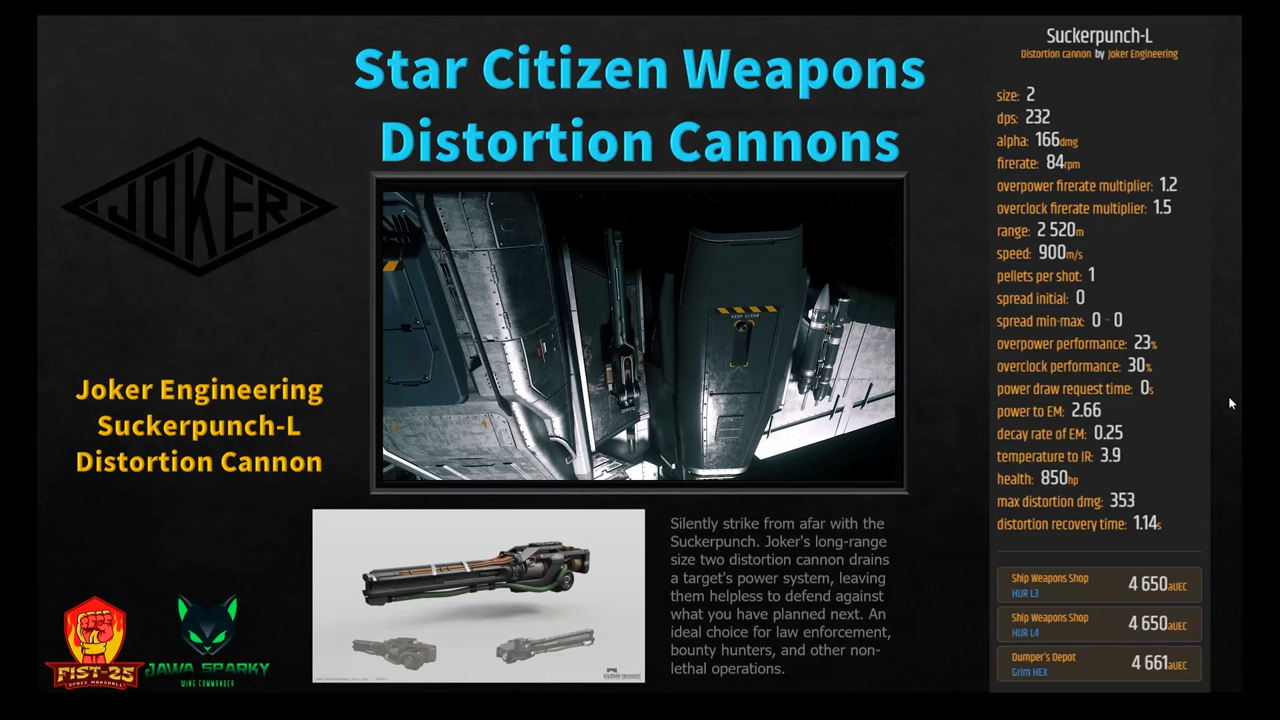 Star Citizen Weapons
Distortion Cannons
JOKER
KEEP CLEAR
Joker Engineering
Suckerpunch-L
Distortion Cannon
Silently strike from afar with the
Suckerpunch. Joker's long-range
size two distortion cannon drains
a target's power system, leaving
them helpless to defend against
what you have planned next. An
ideal choice for law enforcement,
bounty hunters, and other non-
lethal operations.
FIST-25
SPACE MARSHALL
JAWA SPARKY
WING COMMANDER
CLOUD IMPERIUM
Suckerpunch-L
Distortion cannon by Joker Engineering
size: 2
dps: 232
alpha: 166dmg
firerate: 84rpm
overpower firerate multiplier: 1.2
overclock firerate multiplier: 1.5
range: 2 520m
speed: 900m/s
pellets per shot: 1
spread initial: 0
spread min-max: 0 - 0
overpower performance: 23%
overclock performance: 30%
power draw request time: 0s
power to EM: 2.66
decay rate of EM: 0.25
temperature to IR: 3.9
health: 850hp
max distortion dmg: 353
distortion recovery time: 1.14s
Ship Weapons Shop 4 650aUEC
HUR L3
Ship Weapons Shop 4 650aUEC
HUR L4
Dumper's Depot 4 661aUEC
Grim HEX